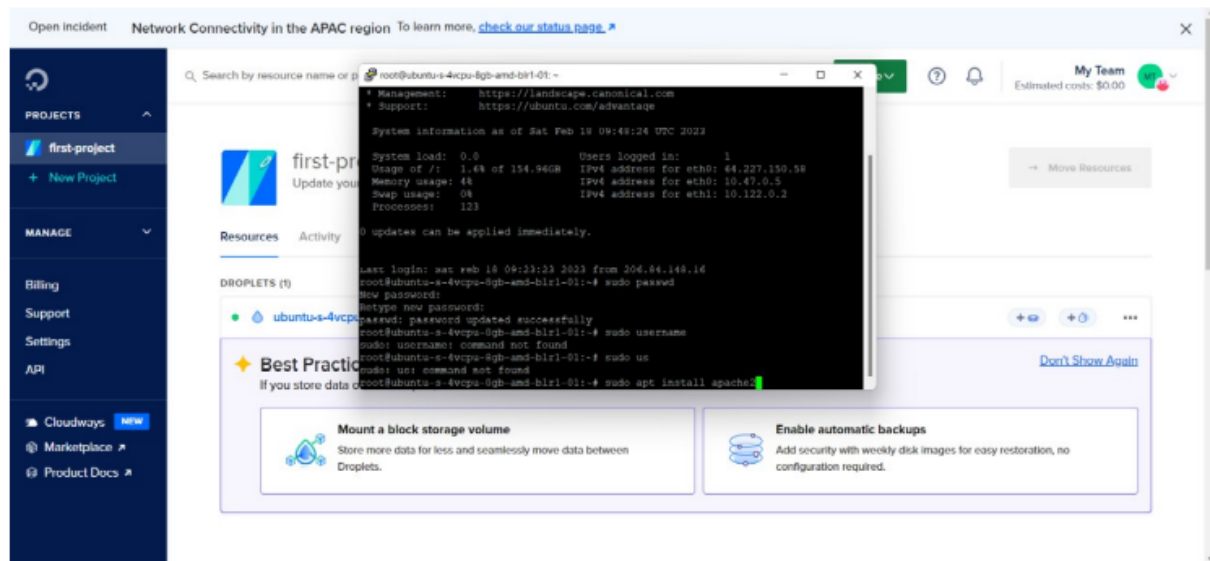 Open incident Network Connectivity in the APAC region To learn more, check our status page
Search by resource name or p
My Team
Estimated costs: $0.00
PROJECTS
first-project
+ New Project
MANAGE
Billing
Support
Settings
API
Cloudways NEW
Marketplace
Product Docs
first-pr
Update your
→ Move Resources
Resources Activity
DROPLETS (1)
ubuntu-s-4vcpu
Best Practic
If you store data o
Don't Show Again
Mount a block storage volume
Store more data for less and seamlessly move data between
Droplets.
Enable automatic backups
Add security with weekly disk images for easy restoration, no
configuration required.
root@ubuntu-s-4vcpu-8gb-amd-blr1-01: ~
* Management: https://landscape.canonical.com
* Support: https://ubuntu.com/advantage
System information as of Sat Feb 18 09:48:24 UTC 2023
System load: 0.0 Users logged in: 1
Usage of /: 1.6% of 154.96GB IPv4 address for eth0: 64.227.150.58
Memory usage: 4% IPv4 address for eth0: 10.47.0.5
Swap usage: 0% IPv4 address for eth1: 10.122.0.2
Processes: 123
0 updates can be applied immediately.
Last login: Sat Feb 18 09:23:23 2023 from 206.84.148.16
root@ubuntu-s-4vcpu-8gb-amd-blr1-01:~# sudo passwd
New password:
Retype new password:
passwd: password updated successfully
root@ubuntu-s-4vcpu-8gb-amd-blr1-01:~# sudo username
sudo: username: command not found
root@ubuntu-s-4vcpu-8gb-amd-blr1-01:~# sudo us
sudo: us: command not found
root@ubuntu-s-4vcpu-8gb-amd-blr1-01:~# sudo apt install apache2